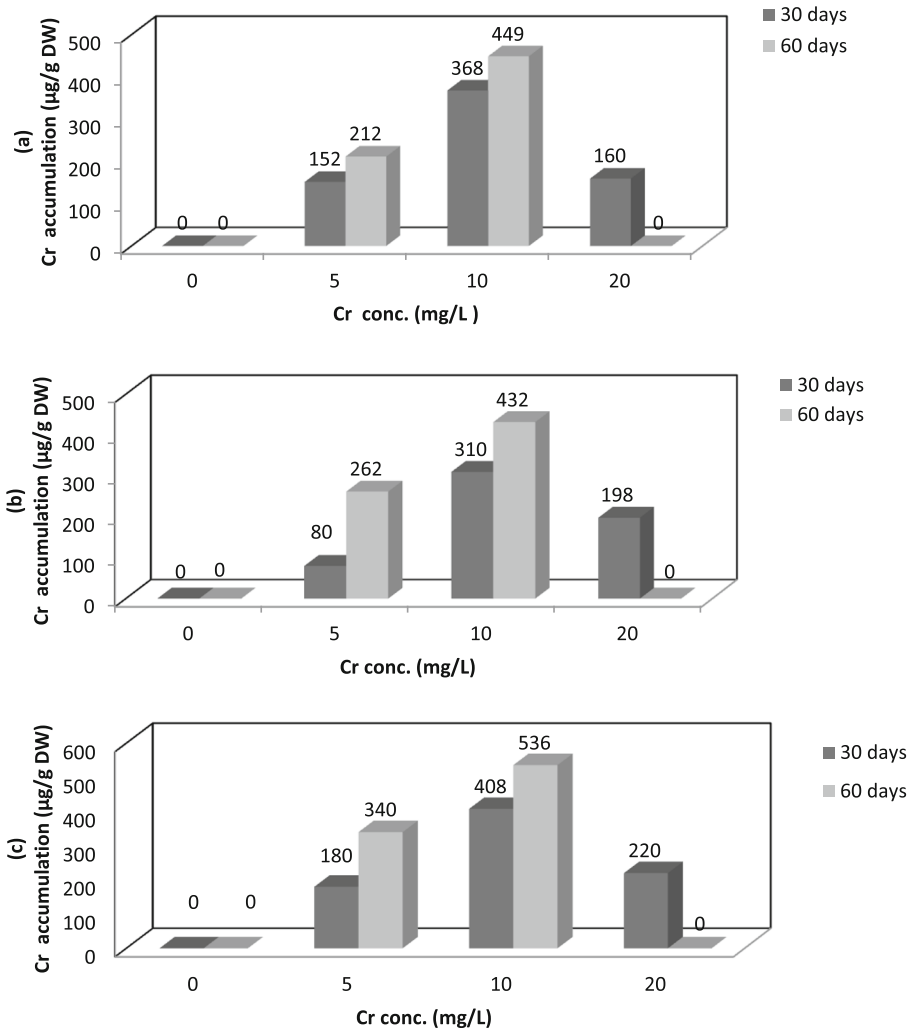 30 days
60 days
(a)
Cr accumulation (µg/g DW)
500
400
300
200
100
0
0 0
152 212
368 449
160 0
0 5 10 20
Cr conc. (mg/L )
30 days
60 days
(b)
Cr accumulation (µg/g DW)
500
400
300
200
100
0
0 0
80 262
310 432
198 0
0 5 10 20
Cr conc. (mg/L)
30 days
60 days
(c)
Cr accumulation (µg/g DW)
600
500
400
300
200
100
0
0 0
180 340
408 536
220 0
0 5 10 20
Cr conc. (mg/L)